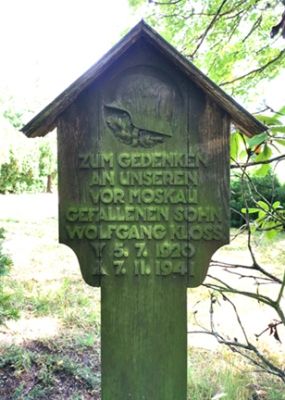 ZUM GEDENKEN
AN UNSEREN
VOR MOSKAU
GEFALLENEN SOHN
WOLFGANG KLOSS
Y 5. 7. 1920
⅄ 7. 11. 1941